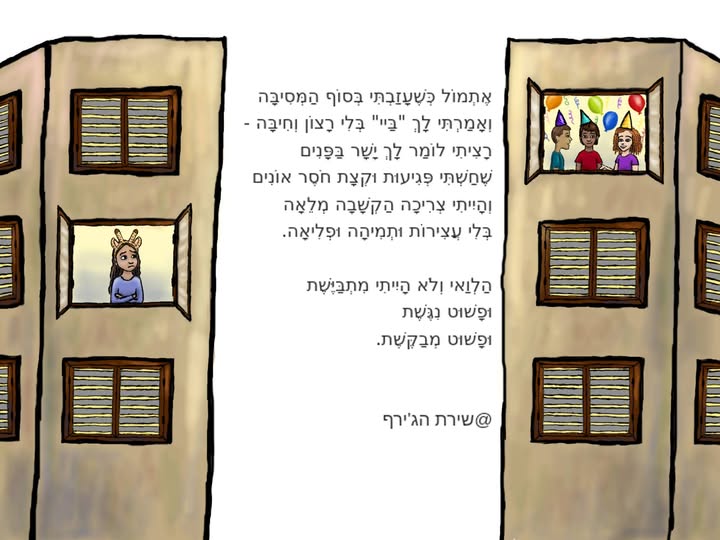 אֶתְמוֹל כְּשֶׁעָזַבְתִּי בְּסוֹף הַמְּסִיבָּה
וְאָמַרְתִּי לָךְ "בַּיי" בְּלִי רָצוֹן וְחִיבָּה -
רָצִיתִי לוֹמַר לָךְ יָשָׁר בַּפָּנִים
שֶׁחַשְׁתִּי פְּגִיעוּת וּקְצָת חֹסֶר אוֹנִים
וְהָיִיתִי צְרִיכָה הַקְשָׁבָה מְלֵאָה
בְּלִי עֲצִירוֹת וּתְמִיהָה וּפְלִיאָה.
הַלְוַאי וְלֹא הָיִיתִי מִתְבַּיֶּשֶׁת
וּפָשׁוּט נִגֶּשֶׁת
וּפָשׁוּט מְבַקֶּשֶׁת.
@שירת הג'ירף